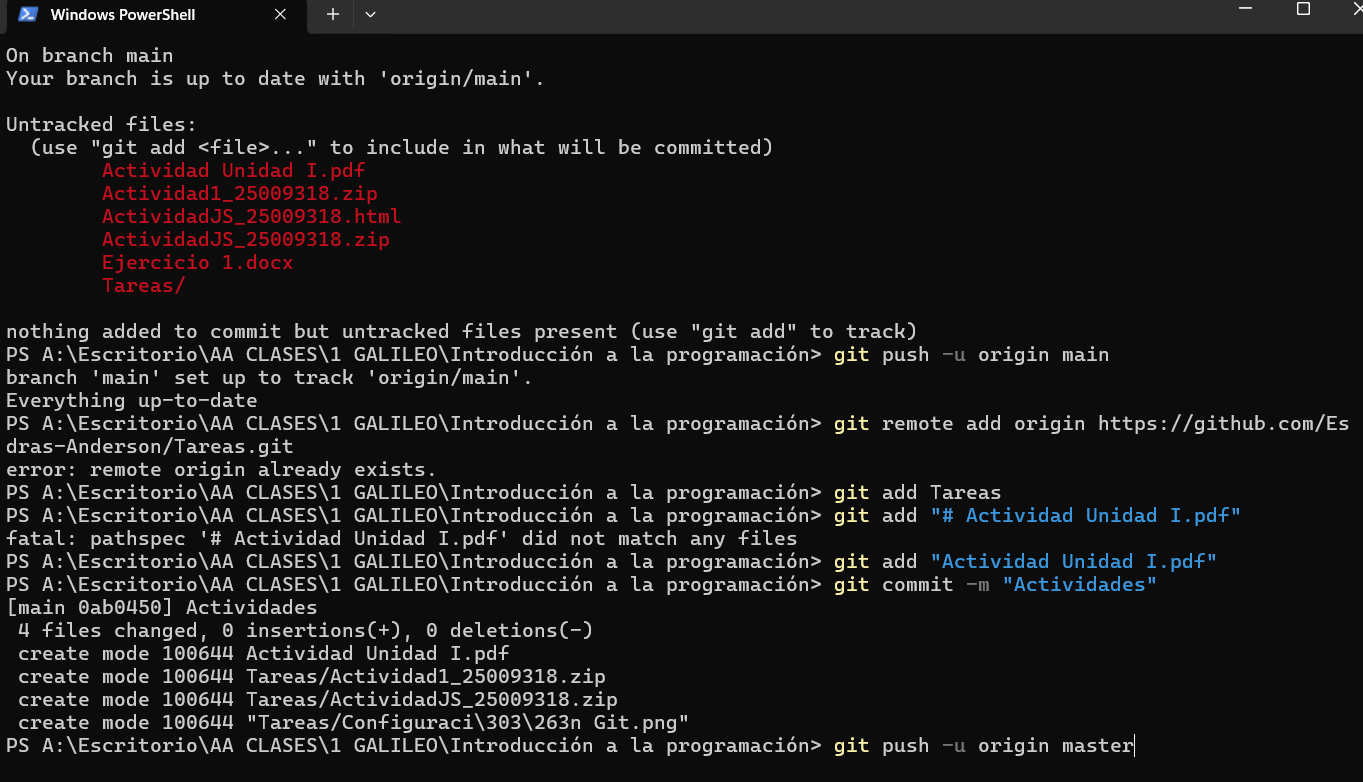 Windows PowerShell
On branch main
Your branch is up to date with 'origin/main'.
Untracked files:
  (use "git add <file>..." to include in what will be committed)
        Actividad Unidad I.pdf
        Actividad1_25009318.zip
        ActividadJS_25009318.html
        ActividadJS_25009318.zip
        Ejercicio 1.docx
        Tareas/
nothing added to commit but untracked files present (use "git add" to track)
PS A:\Escritorio\AA CLASES\1 GALILEO\Introducción a la programación> git push -u origin main
branch 'main' set up to track 'origin/main'.
Everything up-to-date
PS A:\Escritorio\AA CLASES\1 GALILEO\Introducción a la programación> git remote add origin https://github.com/Es
dras-Anderson/Tareas.git
error: remote origin already exists.
PS A:\Escritorio\AA CLASES\1 GALILEO\Introducción a la programación> git add Tareas
PS A:\Escritorio\AA CLASES\1 GALILEO\Introducción a la programación> git add "# Actividad Unidad I.pdf"
fatal: pathspec '# Actividad Unidad I.pdf' did not match any files
PS A:\Escritorio\AA CLASES\1 GALILEO\Introducción a la programación> git add "Actividad Unidad I.pdf"
PS A:\Escritorio\AA CLASES\1 GALILEO\Introducción a la programación> git commit -m "Actividades"
[main 0ab0450] Actividades
 4 files changed, 0 insertions(+), 0 deletions(-)
 create mode 100644 Actividad Unidad I.pdf
 create mode 100644 Tareas/Actividad1_25009318.zip
 create mode 100644 Tareas/ActividadJS_25009318.zip
 create mode 100644 "Tareas/Configuraci\303\263n Git.png"
PS A:\Escritorio\AA CLASES\1 GALILEO\Introducción a la programación> git push -u origin master